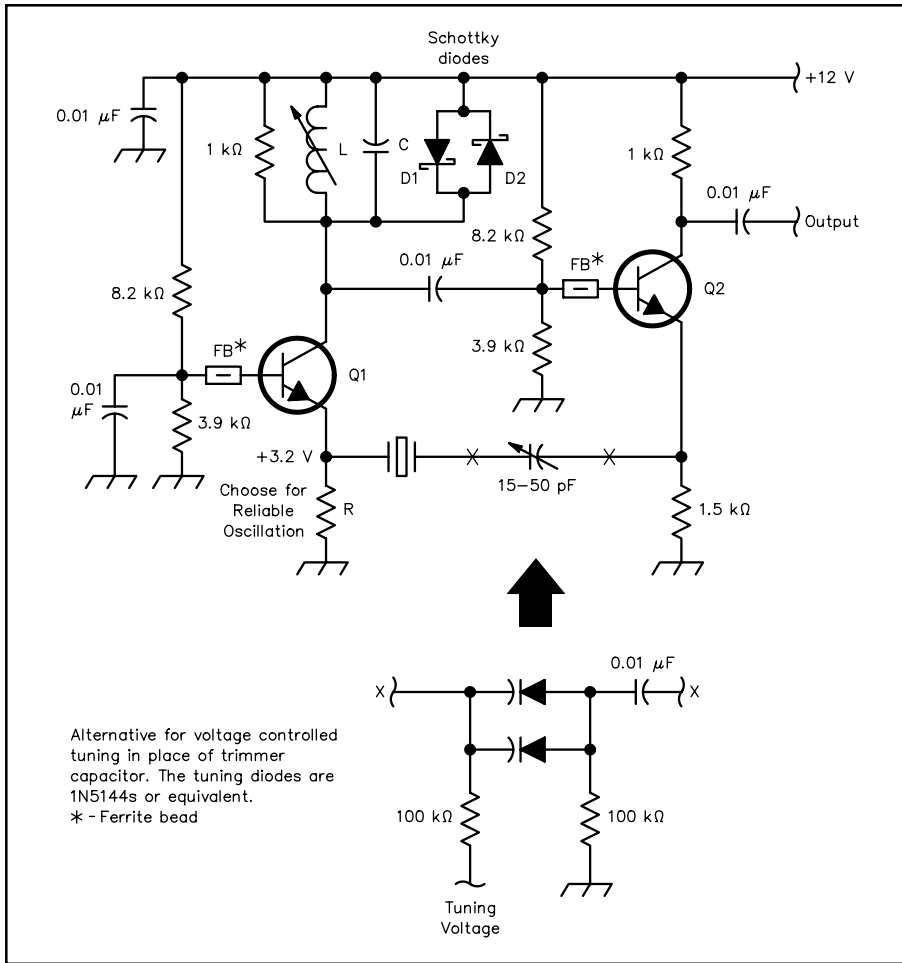 Schottky
diodes
+12 V
0.01 µF
1 kΩ
L
C
D1
D2
1 kΩ
0.01 µF
Output
8.2 kΩ
0.01 µF
FB*
Q2
8.2 kΩ
FB*
Q1
3.9 kΩ
0.01
µF
3.9 kΩ
+3.2 V
X
X
15–50 pF
Choose for
Reliable
Oscillation
R
1.5 kΩ
0.01 µF
X
X
Alternative for voltage controlled
tuning in place of trimmer
capacitor. The tuning diodes are
1N5144s or equivalent.
* - Ferrite bead
100 kΩ
100 kΩ
Tuning
Voltage